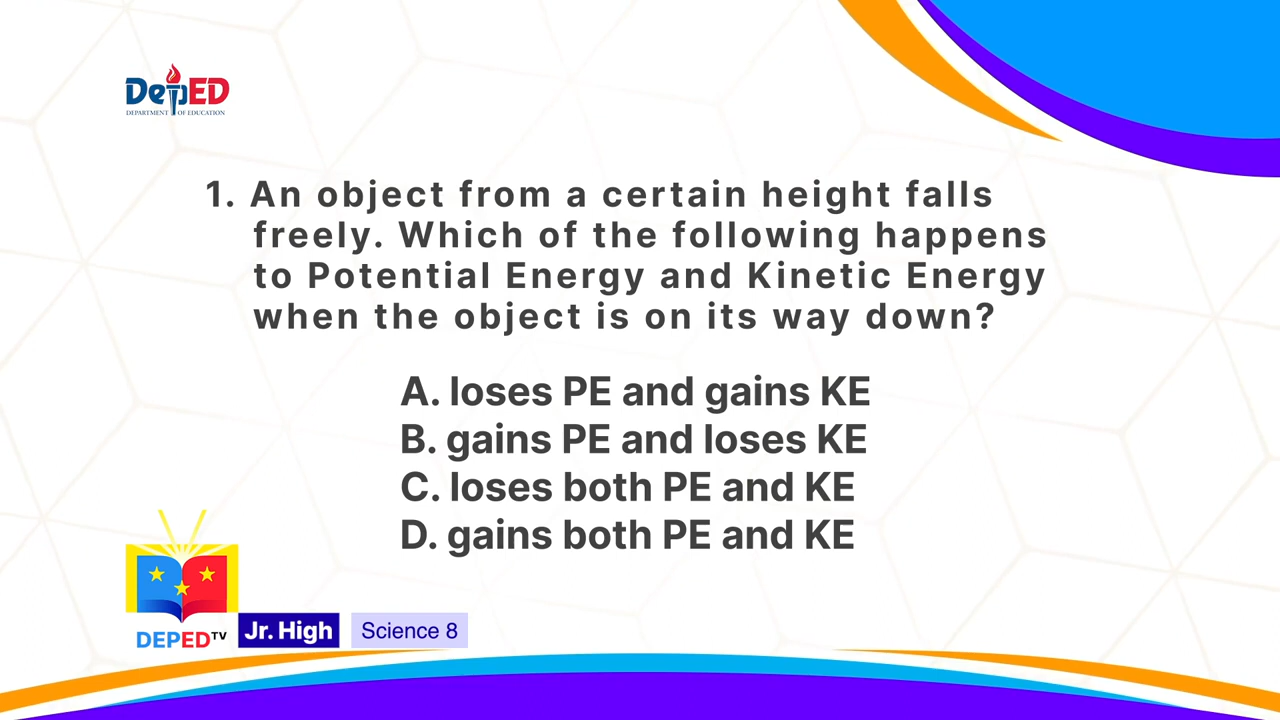 DepED
DEPARTMENT OF EDUCATION
1. An object from a certain height falls
freely. Which of the following happens
to Potential Energy and Kinetic Energy
when the object is on its way down?
A. loses PE and gains KE
B. gains PE and loses KE
C. loses both PE and KE
D. gains both PE and KE
DEPED TV
Jr. High
Science 8